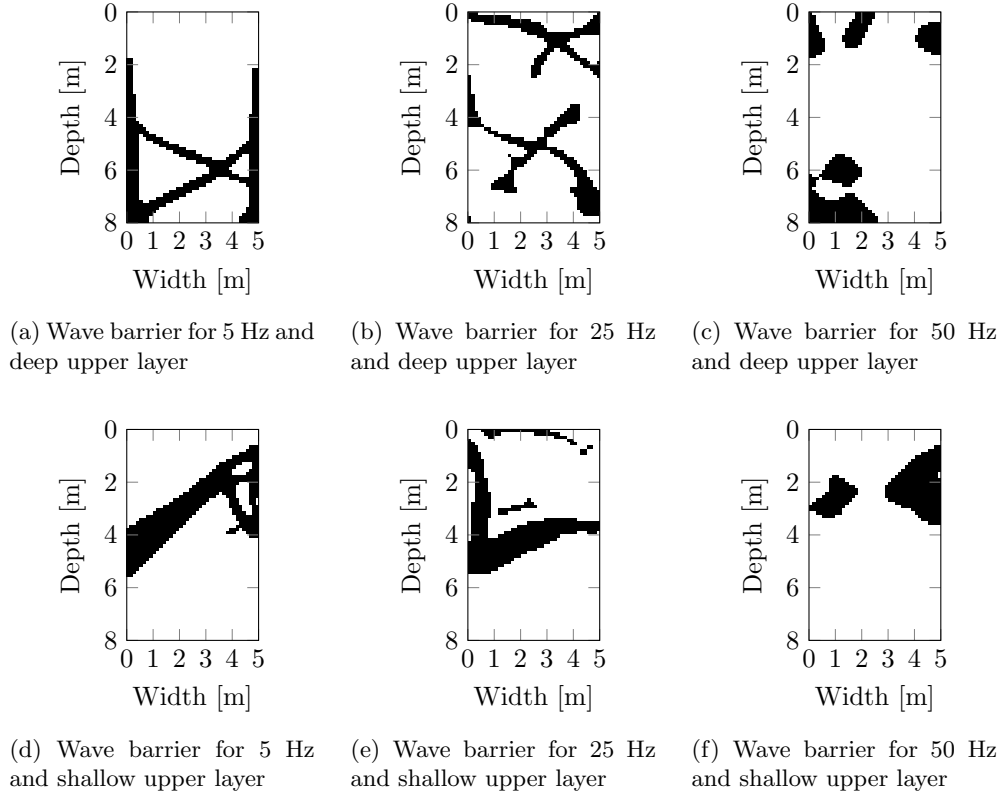 0
2
4
6
8
Depth [m]
0 1 2 3 4 5
Width [m]
(a) Wave barrier for 5 Hz and
deep upper layer
0
2
4
6
8
Depth [m]
0 1 2 3 4 5
Width [m]
(b) Wave barrier for 25 Hz
and deep upper layer
0
2
4
6
8
Depth [m]
0 1 2 3 4 5
Width [m]
(c) Wave barrier for 50 Hz
and deep upper layer
0
2
4
6
8
Depth [m]
0 1 2 3 4 5
Width [m]
(d) Wave barrier for 5 Hz
and shallow upper layer
0
2
4
6
8
Depth [m]
0 1 2 3 4 5
Width [m]
(e) Wave barrier for 25 Hz
and shallow upper layer
0
2
4
6
8
Depth [m]
0 1 2 3 4 5
Width [m]
(f) Wave barrier for 50 Hz
and shallow upper layer